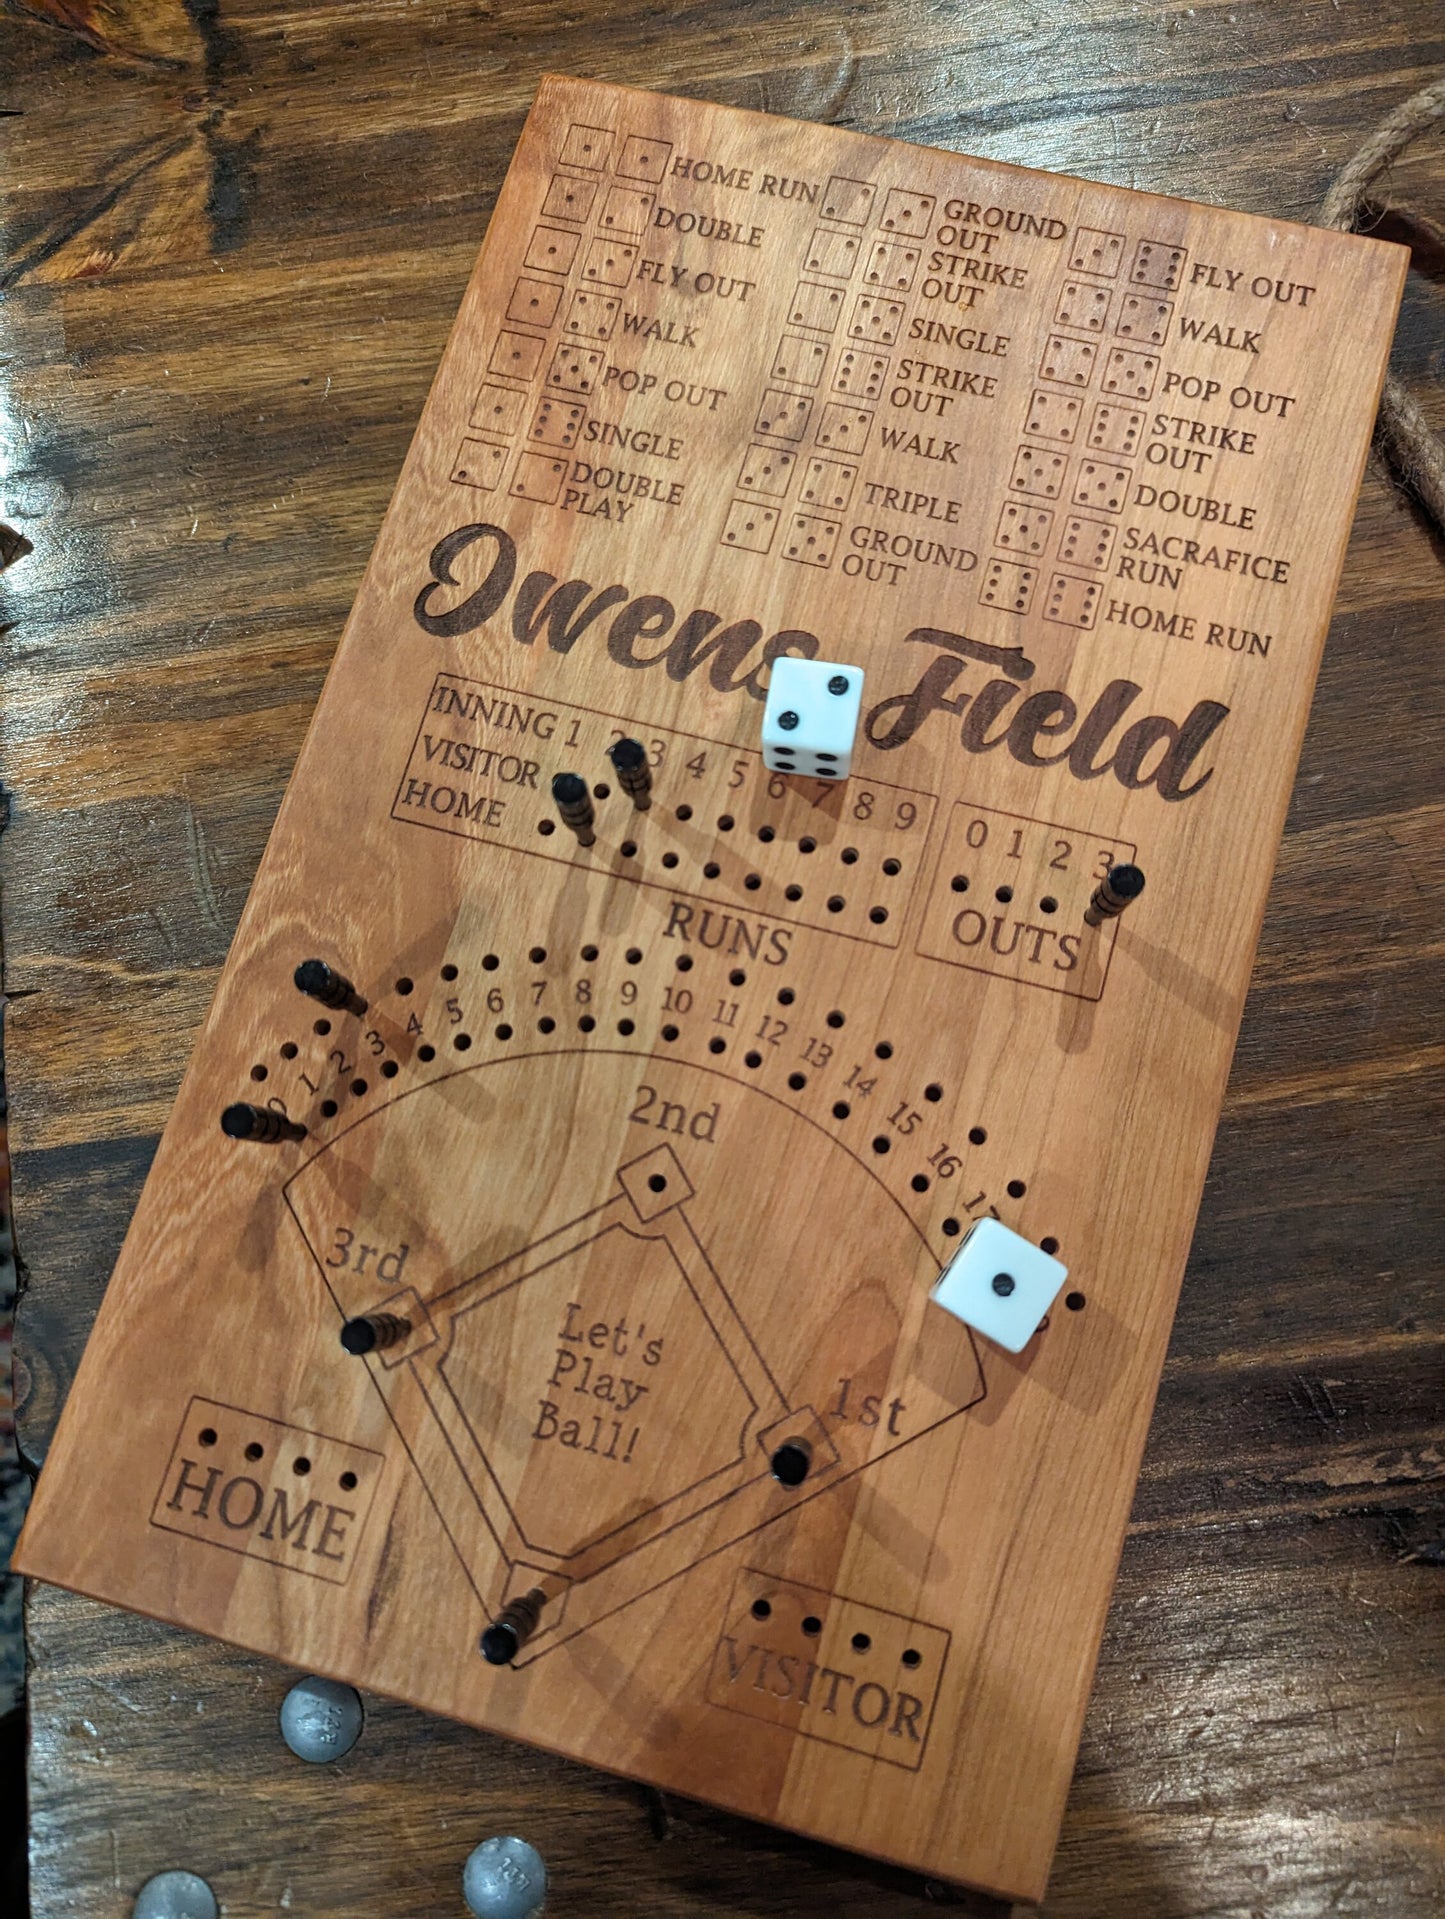 HOME RUN
DOUBLE
FLY OUT
WALK
POP OUT
SINGLE
DOUBLE
PLAY
GROUND
OUT
STRIKE
OUT
SINGLE
STRIKE
OUT
WALK
TRIPLE
GROUND
OUT
FLY OUT
WALK
POP OUT
STRIKE
OUT
DOUBLE
SACRAFICE
RUN
HOME RUN
Owens Field
INNING 1 2 3 4 5 6 7 8 9
VISITOR
HOME
0 1 2 3
OUTS
RUNS
0 1 2 3 4 5 6 7 8 9 10 11 12 13 14 15 16 17
2nd
3rd
1st
Let's
Play
Ball!
HOME
VISITOR